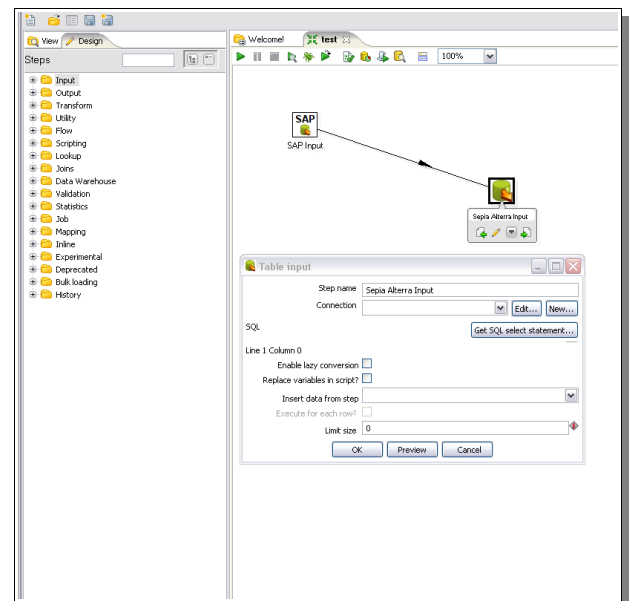 View
Design
Steps
Input
Output
Transform
Utility
Flow
Scripting
Lookup
Joins
Data Warehouse
Validation
Statistics
Job
Mapping
Inline
Experimental
Deprecated
Bulk loading
History
Welcome!
test
100%
SAP
SAP Input
Sepia Alterra Input
Table input
Step name Sepia Alterra Input
Connection Edit... New...
SQL Get SQL select statement...
Line 1 Column 0
Enable lazy conversion
Replace variables in script?
Insert data from step
Execute for each row?
Limit size 0
OK Preview Cancel